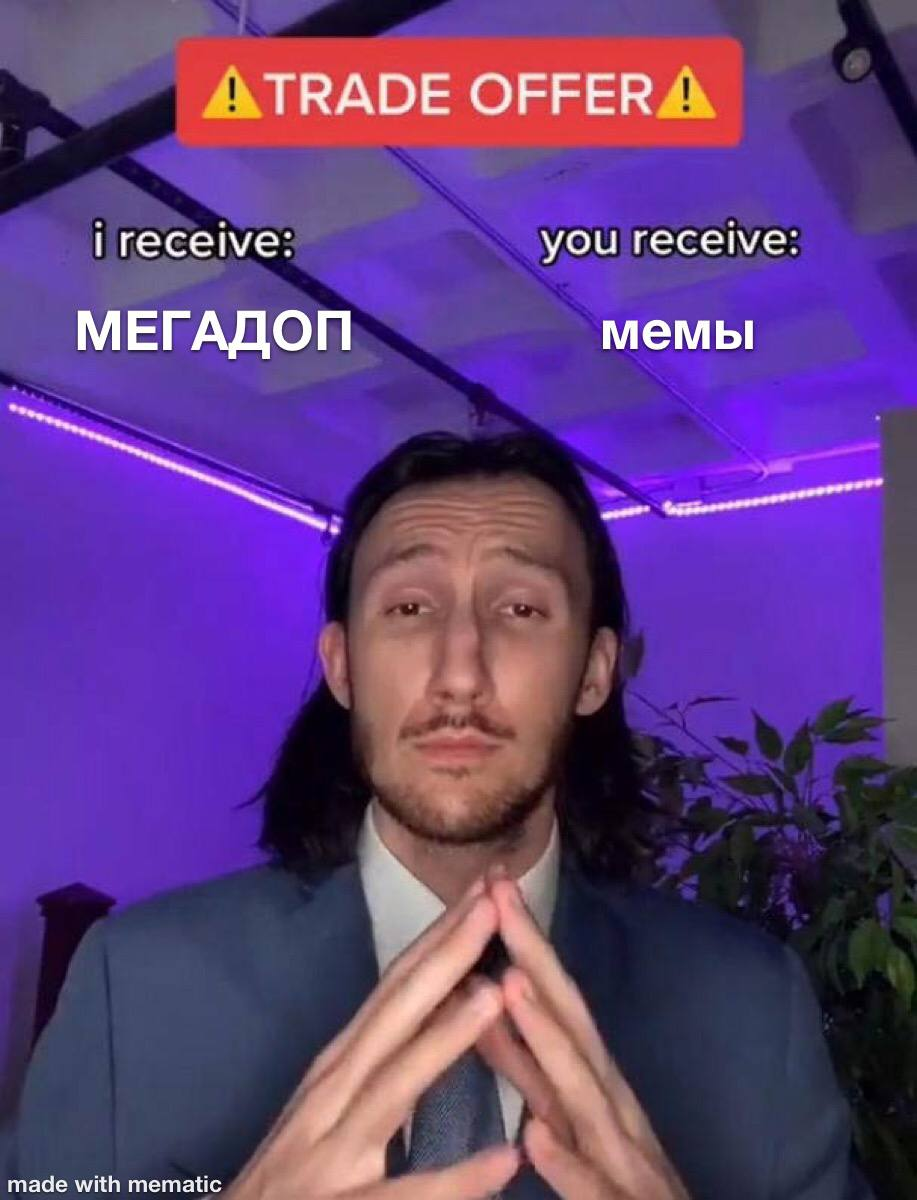 ⚠️TRADE OFFER⚠️
i receive:
you receive:
МЕГАДОП
мемы
made with mematic